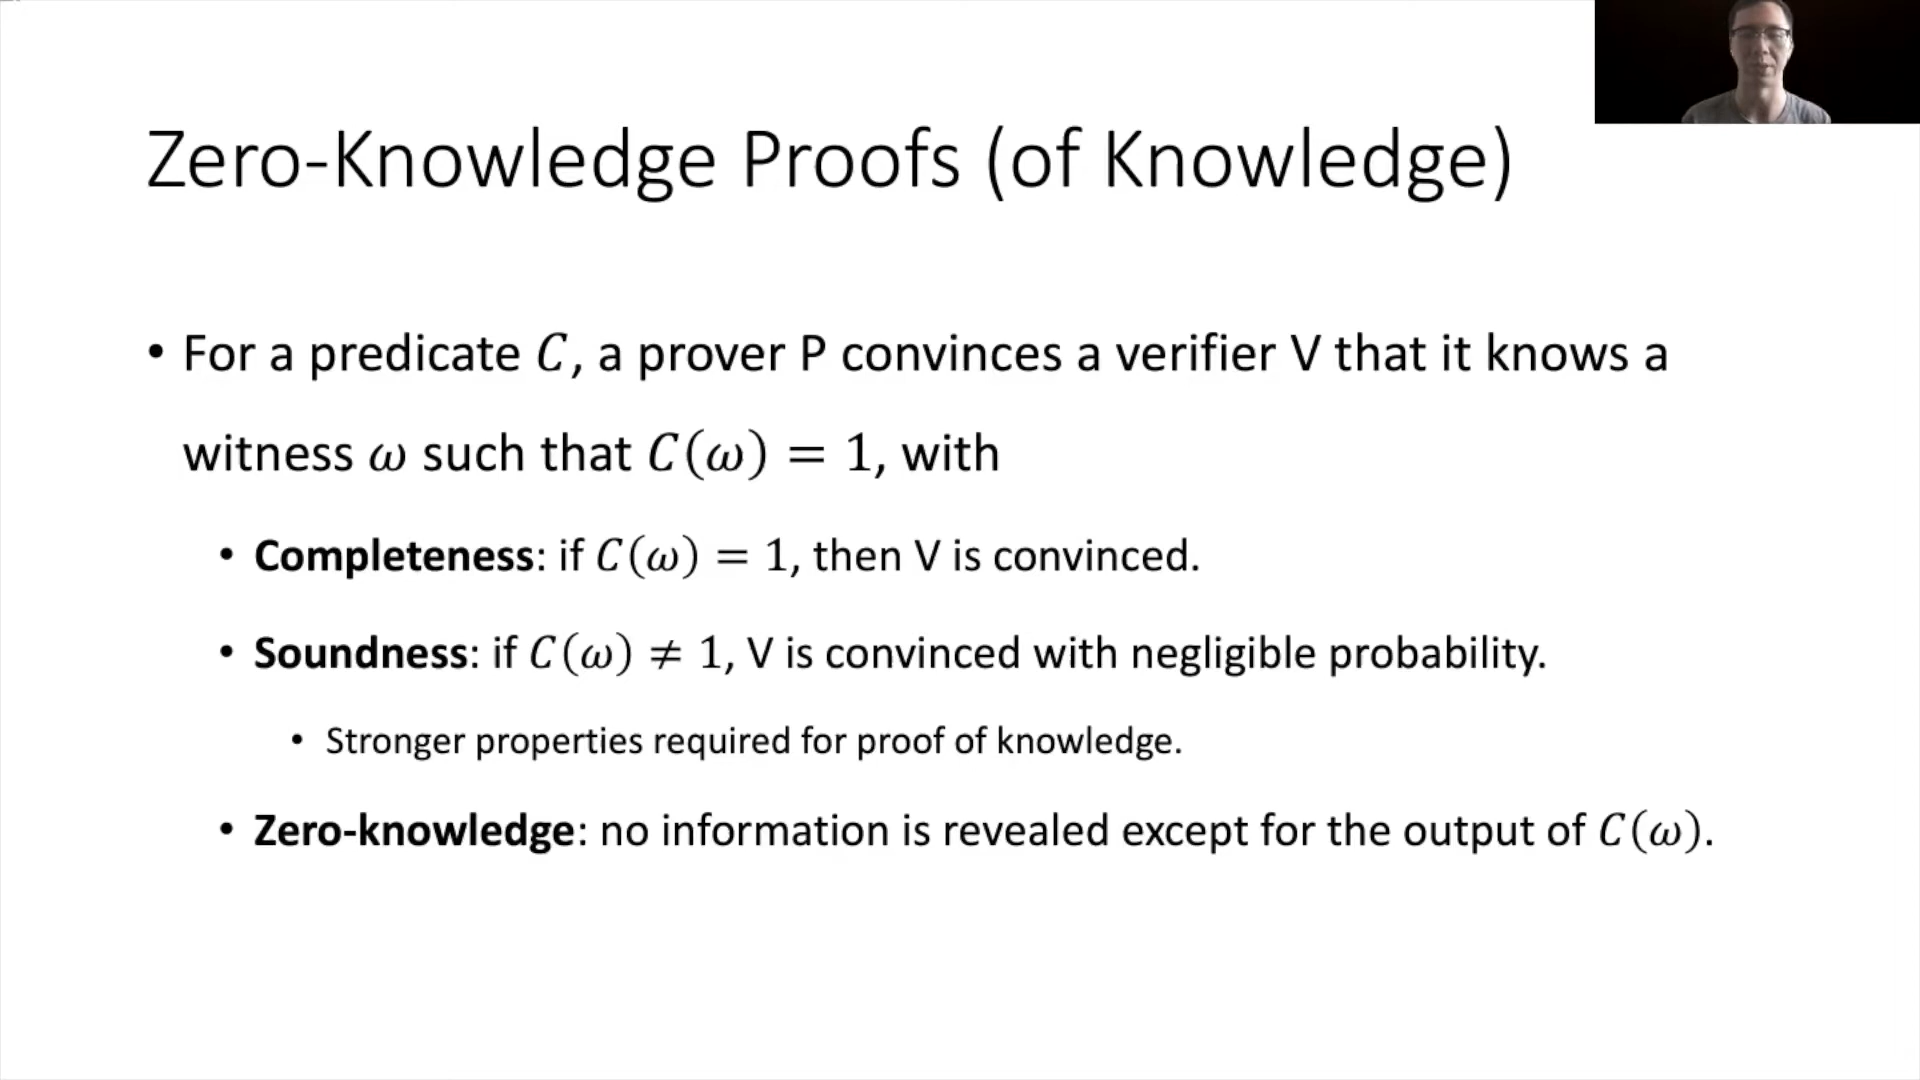 Zero-Knowledge Proofs (of Knowledge)
• For a predicate 𝐶, a prover P convinces a verifier V that it knows a
witness 𝜔 such that 𝐶(𝜔) = 1, with
• Completeness: if 𝐶(𝜔) = 1, then V is convinced.
• Soundness: if 𝐶(𝜔) ≠ 1, V is convinced with negligible probability.
• Stronger properties required for proof of knowledge.
• Zero-knowledge: no information is revealed except for the output of 𝐶(𝜔).